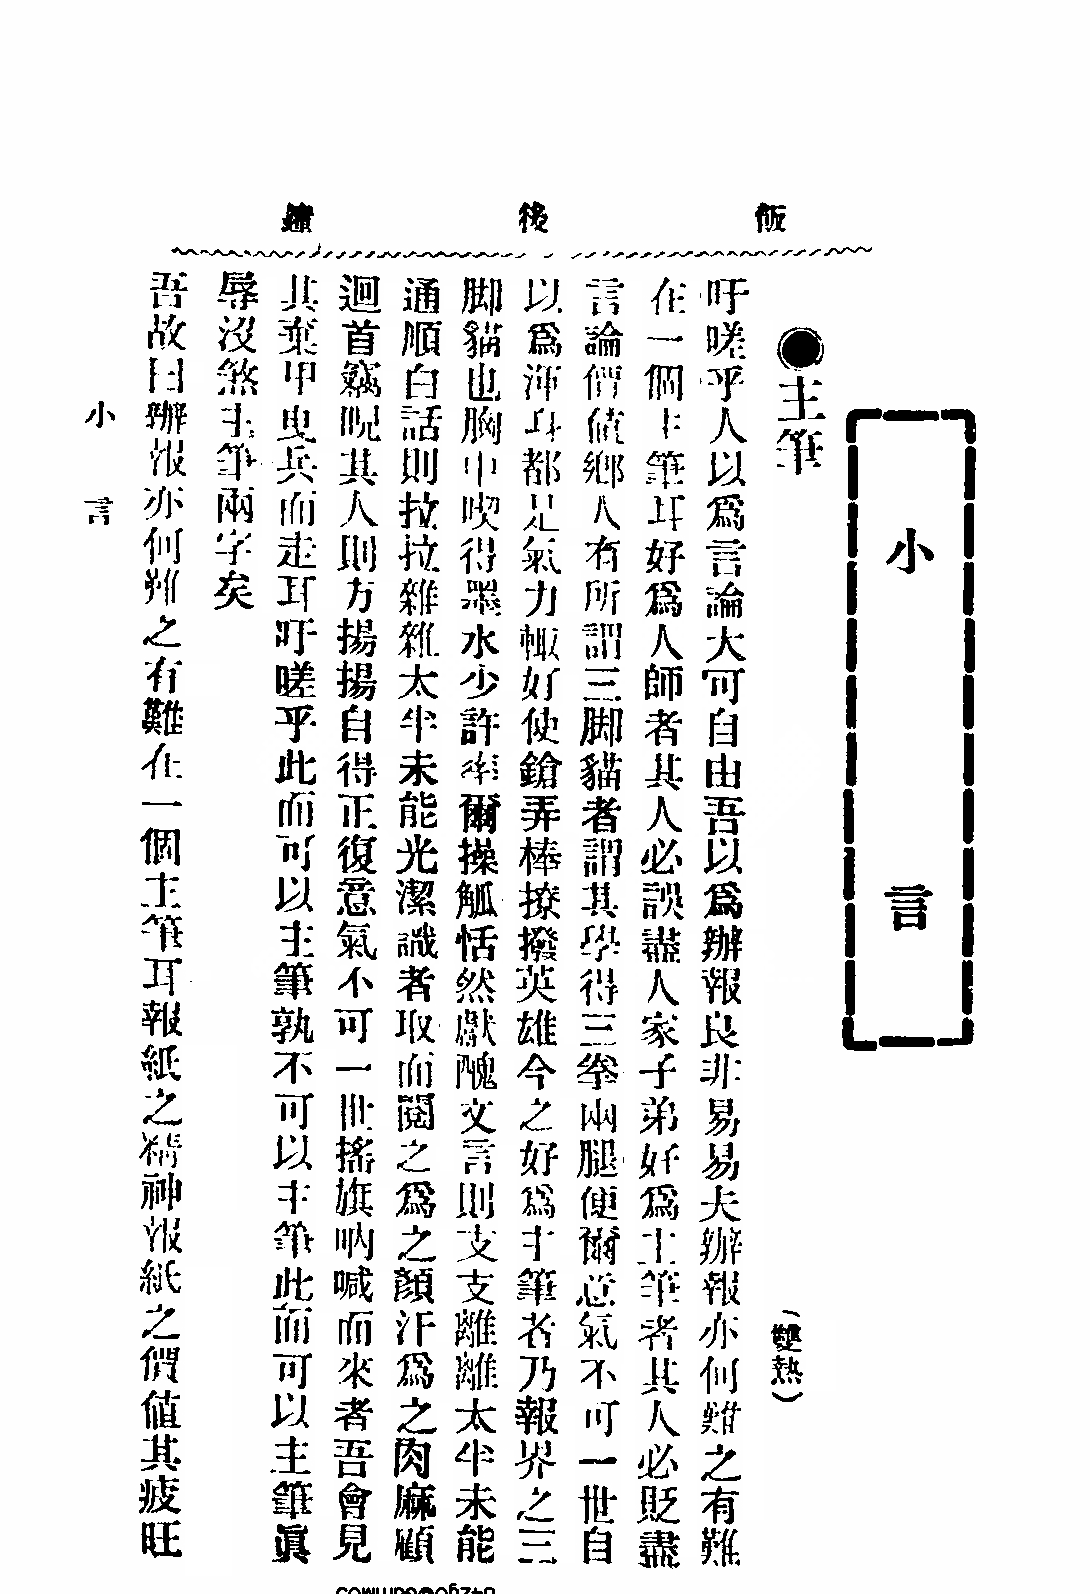 飯後鐘
小言
●主筆
（雙熱）
吁嗟乎人以爲言論大可自由吾以爲辦報良非易易夫辦報亦何難之有難
在一個主筆耳好爲人師者其人必誤盡人家子弟好爲主筆者其人必貶盡
言論價値鄕人有所謂三脚貓者謂其學得三拳兩腿便爾意氣不可一世自
以爲渾身都是氣力輒好使鎗弄棒撩撥英雄今之好爲主筆者乃報界之三
脚貓也胸中喫得墨水少許率爾操觚恬然獻醜文言則支支離離太半未能
通順白話則拉拉雜雜太半未能光潔識者取而閱之爲之顏汗爲之肉麻顧
迴首竊睨其人則方揚揚自得正復意氣不可一世搖旗吶喊而來者吾會見
其棄甲曳兵而走耳吁嗟乎此而可以主筆孰不可以主筆此而可以主筆眞
辱沒煞主筆兩字矣
吾故曰辦報亦何難之有難在一個主筆耳報紙之精神報紙之價値其疲旺
小言